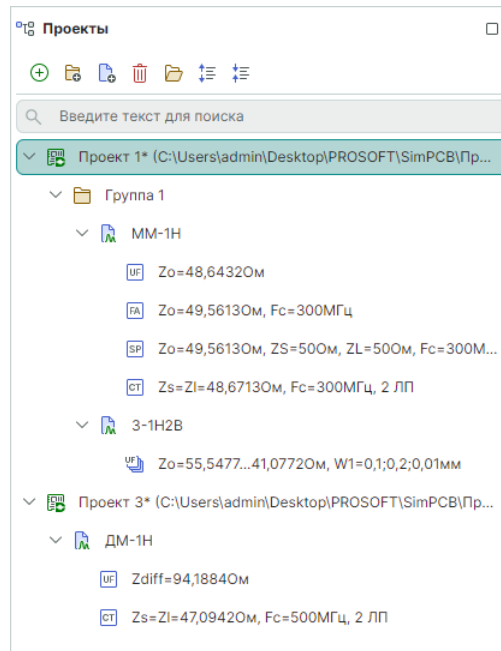 Проекты
Введите текст для поиска
Проект 1* (C:\Users\admin\Desktop\PROSOFT\SimPCB\Пр...
Группа 1
ММ-1Н
UF Zo=48,6432Ом
FA Zo=49,5613Ом, Fc=300МГц
SP Zo=49,5613Ом, ZS=50Ом, ZL=50Ом, Fc=300М...
CT Zs=Zl=48,6713Ом, Fc=300МГц, 2 ЛП
З-1Н2В
UF Zo=55,5477...41,0772Ом, W1=0,1;0,2;0,01мм
Проект 3* (C:\Users\admin\Desktop\PROSOFT\SimPCB\Пр...
ДМ-1Н
UF Zdiff=94,1884Ом
CT Zs=Zl=47,0942Ом, Fc=500МГц, 2 ЛП